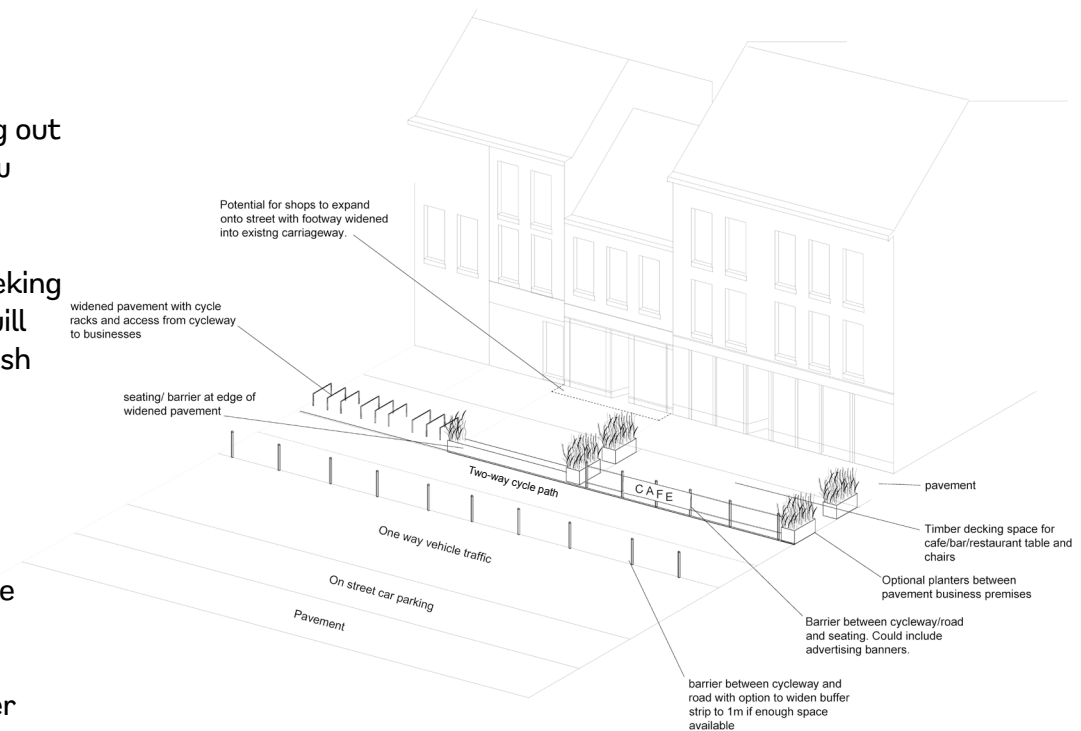 g out
u
eking
ill
sh
e
er
Potential for shops to expand
onto street with footway widened
into existng carriageway.
widened pavement with cycle
racks and access from cycleway
to businesses
seating/ barrier at edge of
widened pavement
Two-way cycle path
CAFE
One way vehicle traffic
On street car parking
Pavement
pavement
Timber decking space for
cafe/bar/restaurant table and
chairs
Optional planters between
pavement business premises
Barrier between cycleway/road
and seating. Could include
advertising banners.
barrier between cycleway and
road with option to widen buffer
strip to 1m if enough space
available